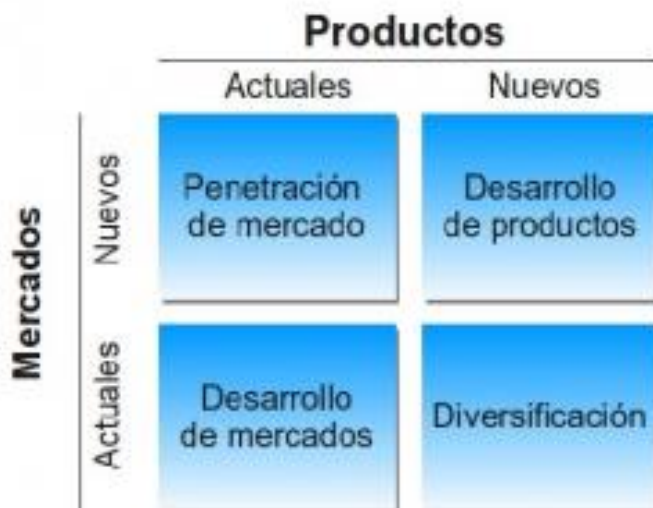 Productos
Actuales
Nuevos
Mercados
Nuevos
Penetración
de mercado
Desarrollo
de productos
Actuales
Desarrollo
de mercados
Diversificación